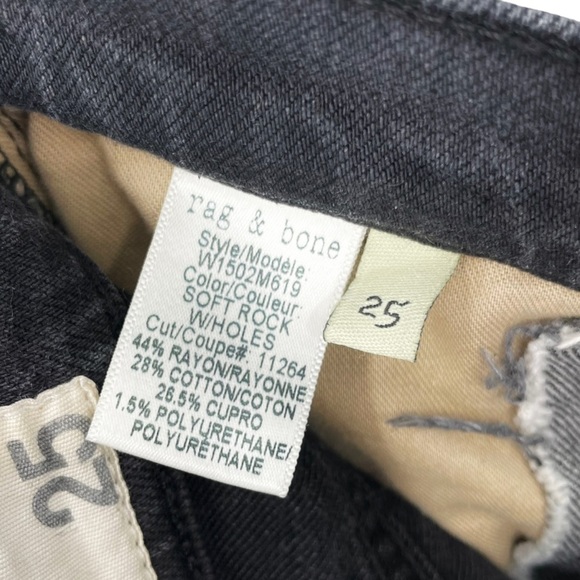 rag & bone
Style/Modèle:
W1502M619
Color/Couleur:
SOFT ROCK
W/HOLES
Cut/Coupe#: 11264
44% RAYON/RAYONNE
28% COTTON/COTON
26.5% CUPRO
1.5% POLYURETHANE/
POLYURÉTHANE
25
25